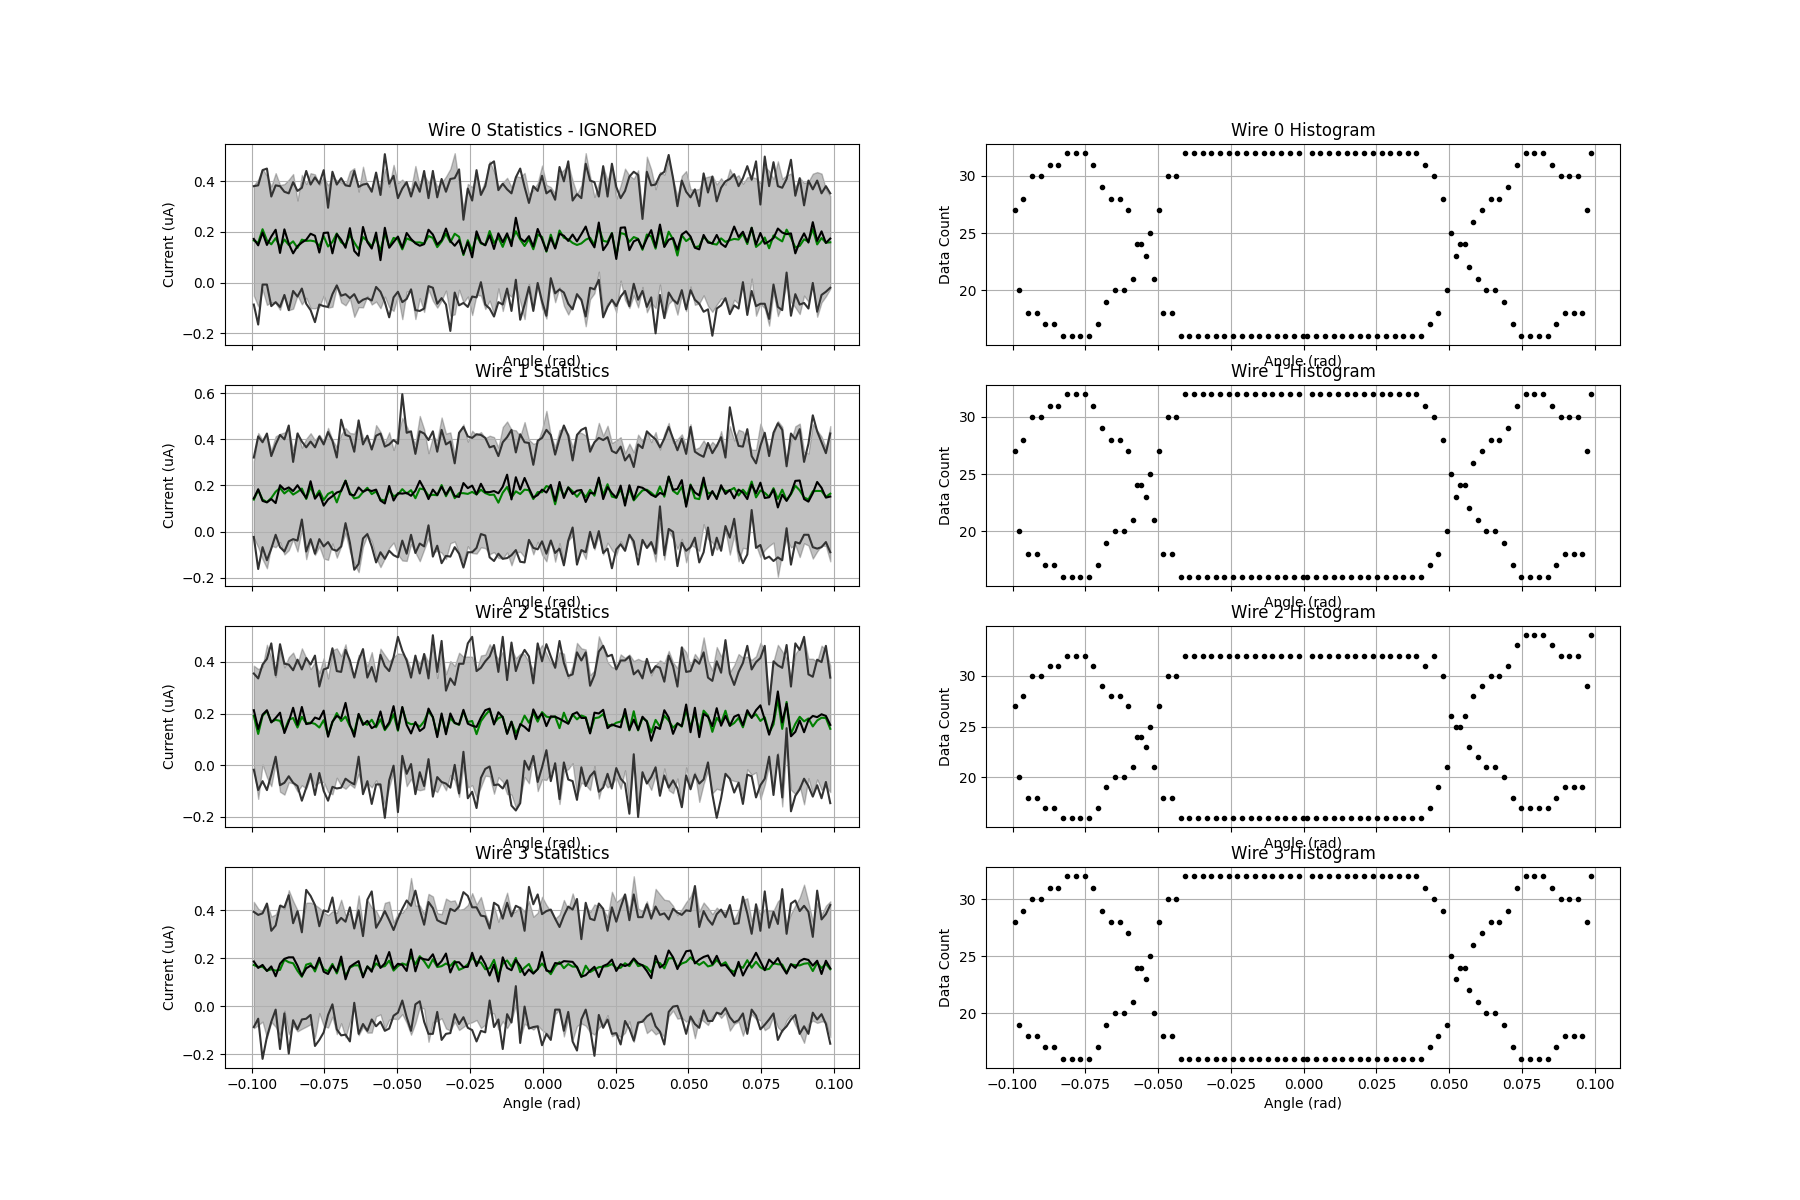 Wire 0 Statistics - IGNORED
Current (uA)
0.4
0.2
0.0
−0.2
Angle (rad)
Wire 0 Histogram
Data Count
30
25
20
Angle (rad)
Wire 1 Statistics
Current (uA)
0.6
0.4
0.2
0.0
−0.2
Angle (rad)
Wire 1 Histogram
Data Count
30
25
20
Angle (rad)
Wire 2 Statistics
Current (uA)
0.4
0.2
0.0
−0.2
Angle (rad)
Wire 2 Histogram
Data Count
30
25
20
Angle (rad)
Wire 3 Statistics
Current (uA)
0.4
0.2
0.0
−0.2
−0.100 −0.075 −0.050 −0.025 0.000 0.025 0.050 0.075 0.100
Angle (rad)
Wire 3 Histogram
Data Count
30
25
20
−0.100 −0.075 −0.050 −0.025 0.000 0.025 0.050 0.075 0.100
Angle (rad)